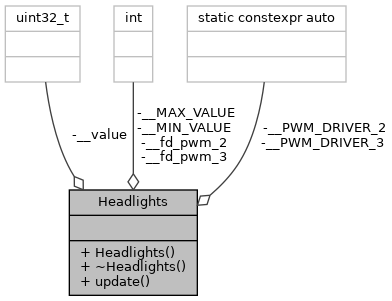 uint32_t
int
static constexpr auto
-__value
-__MAX_VALUE
-__MIN_VALUE
-__fd_pwm_2
-__fd_pwm_3
-__PWM_DRIVER_2
-__PWM_DRIVER_3
Headlights
+ Headlights()
+ ~Headlights()
+ update()